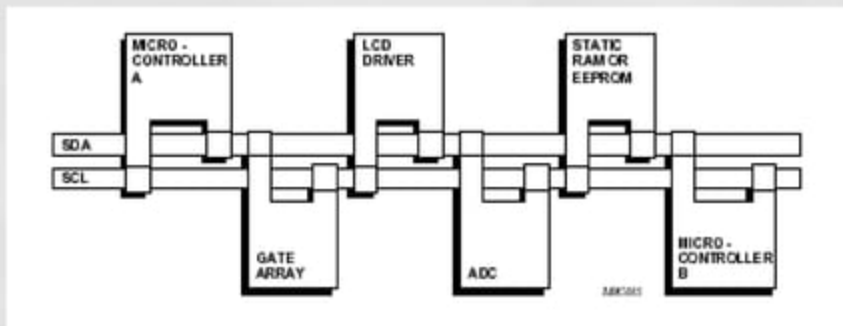 MICRO -
CONTROLLER
A
LCD
DRIVER
STATIC
RAM OR
EEPROM
SDA
SCL
GATE
ARRAY
ADC
MICRO -
CONTROLLER
B